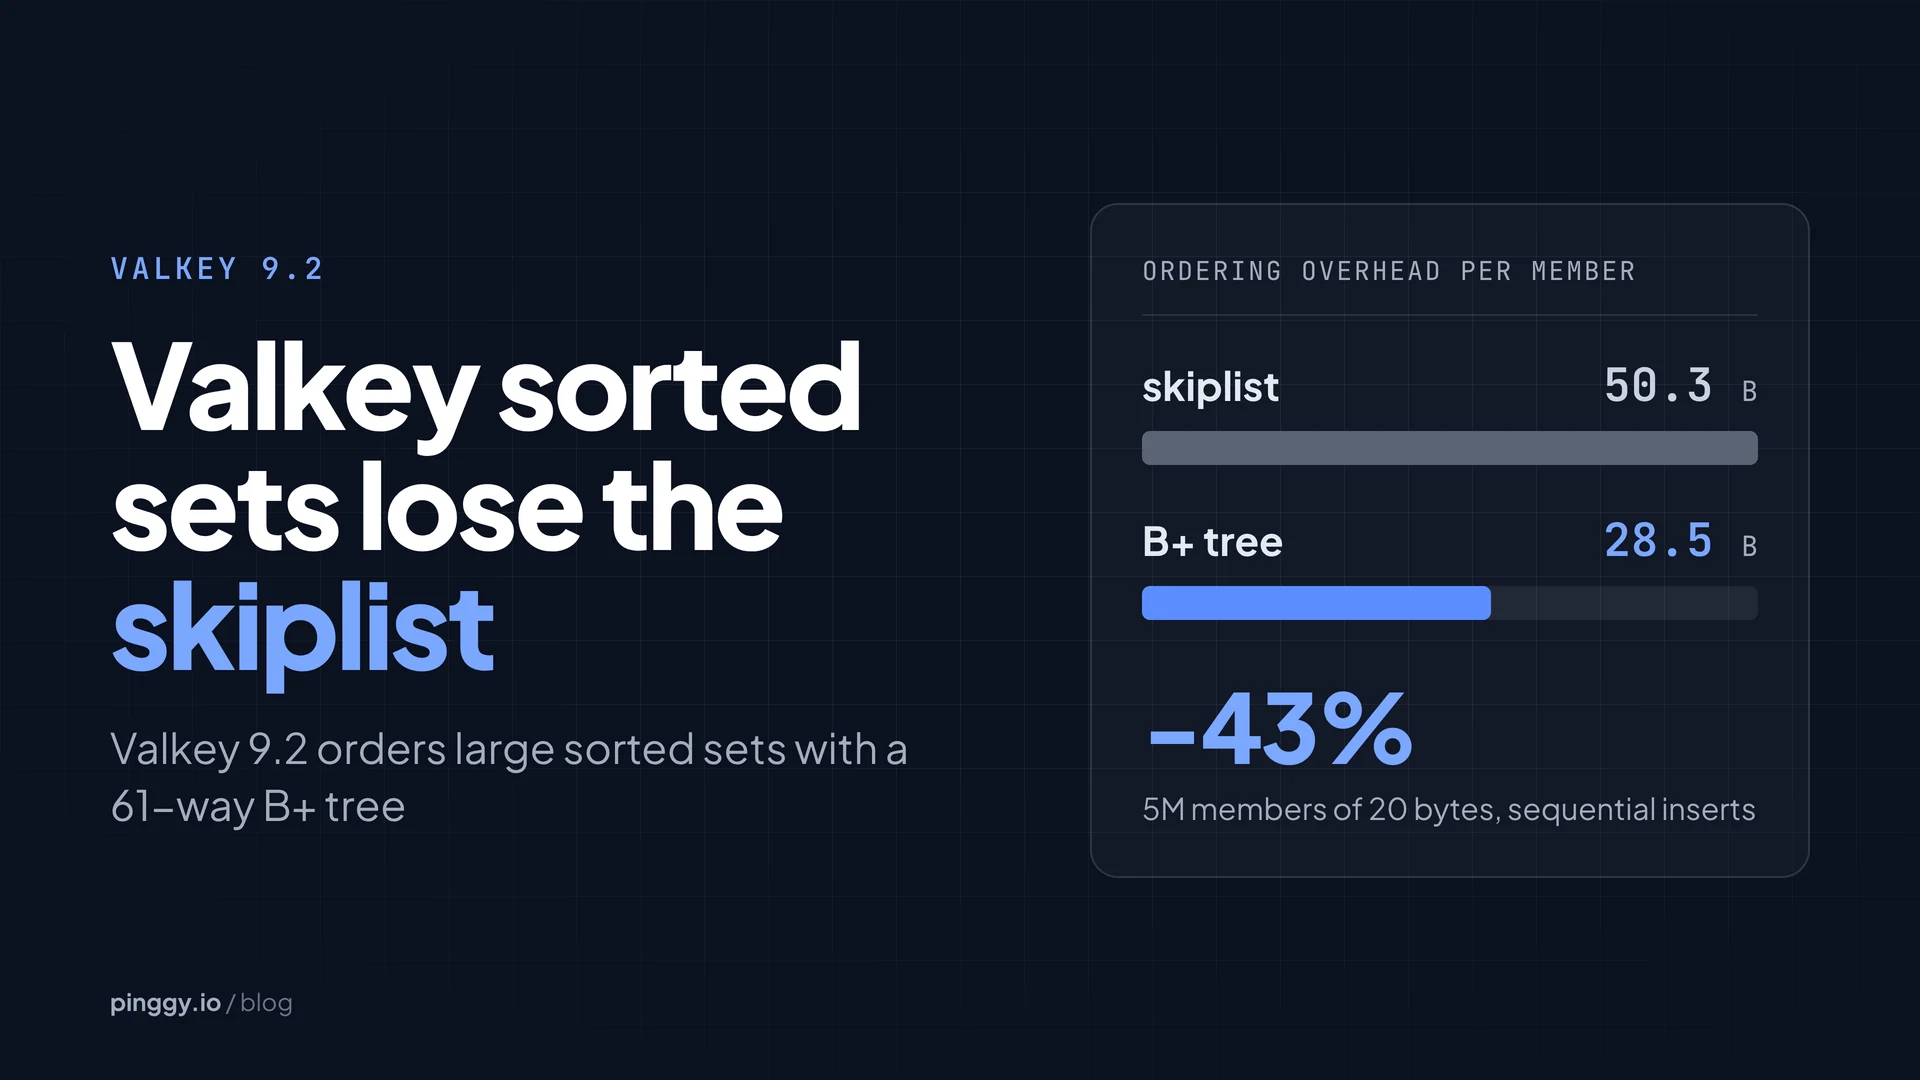 VALKEY 9.2
Valkey sorted
sets lose the
skiplist
Valkey 9.2 orders large sorted sets with a
61-way B+ tree
pinggy.io / blog
ORDERING OVERHEAD PER MEMBER
skiplist 50.3 B
B+ tree 28.5 B
-43%
5M members of 20 bytes, sequential inserts